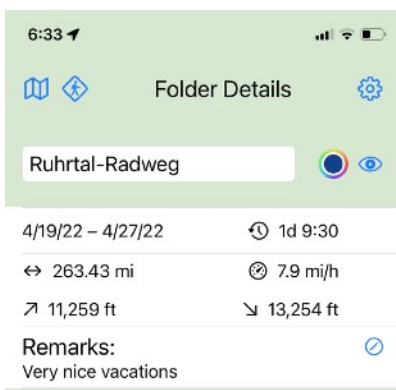 6:33
Folder Details
Ruhrtal-Radweg
4/19/22 – 4/27/22 1d 9:30
263.43 mi 7.9 mi/h
11,259 ft 13,254 ft
Remarks:
Very nice vacations